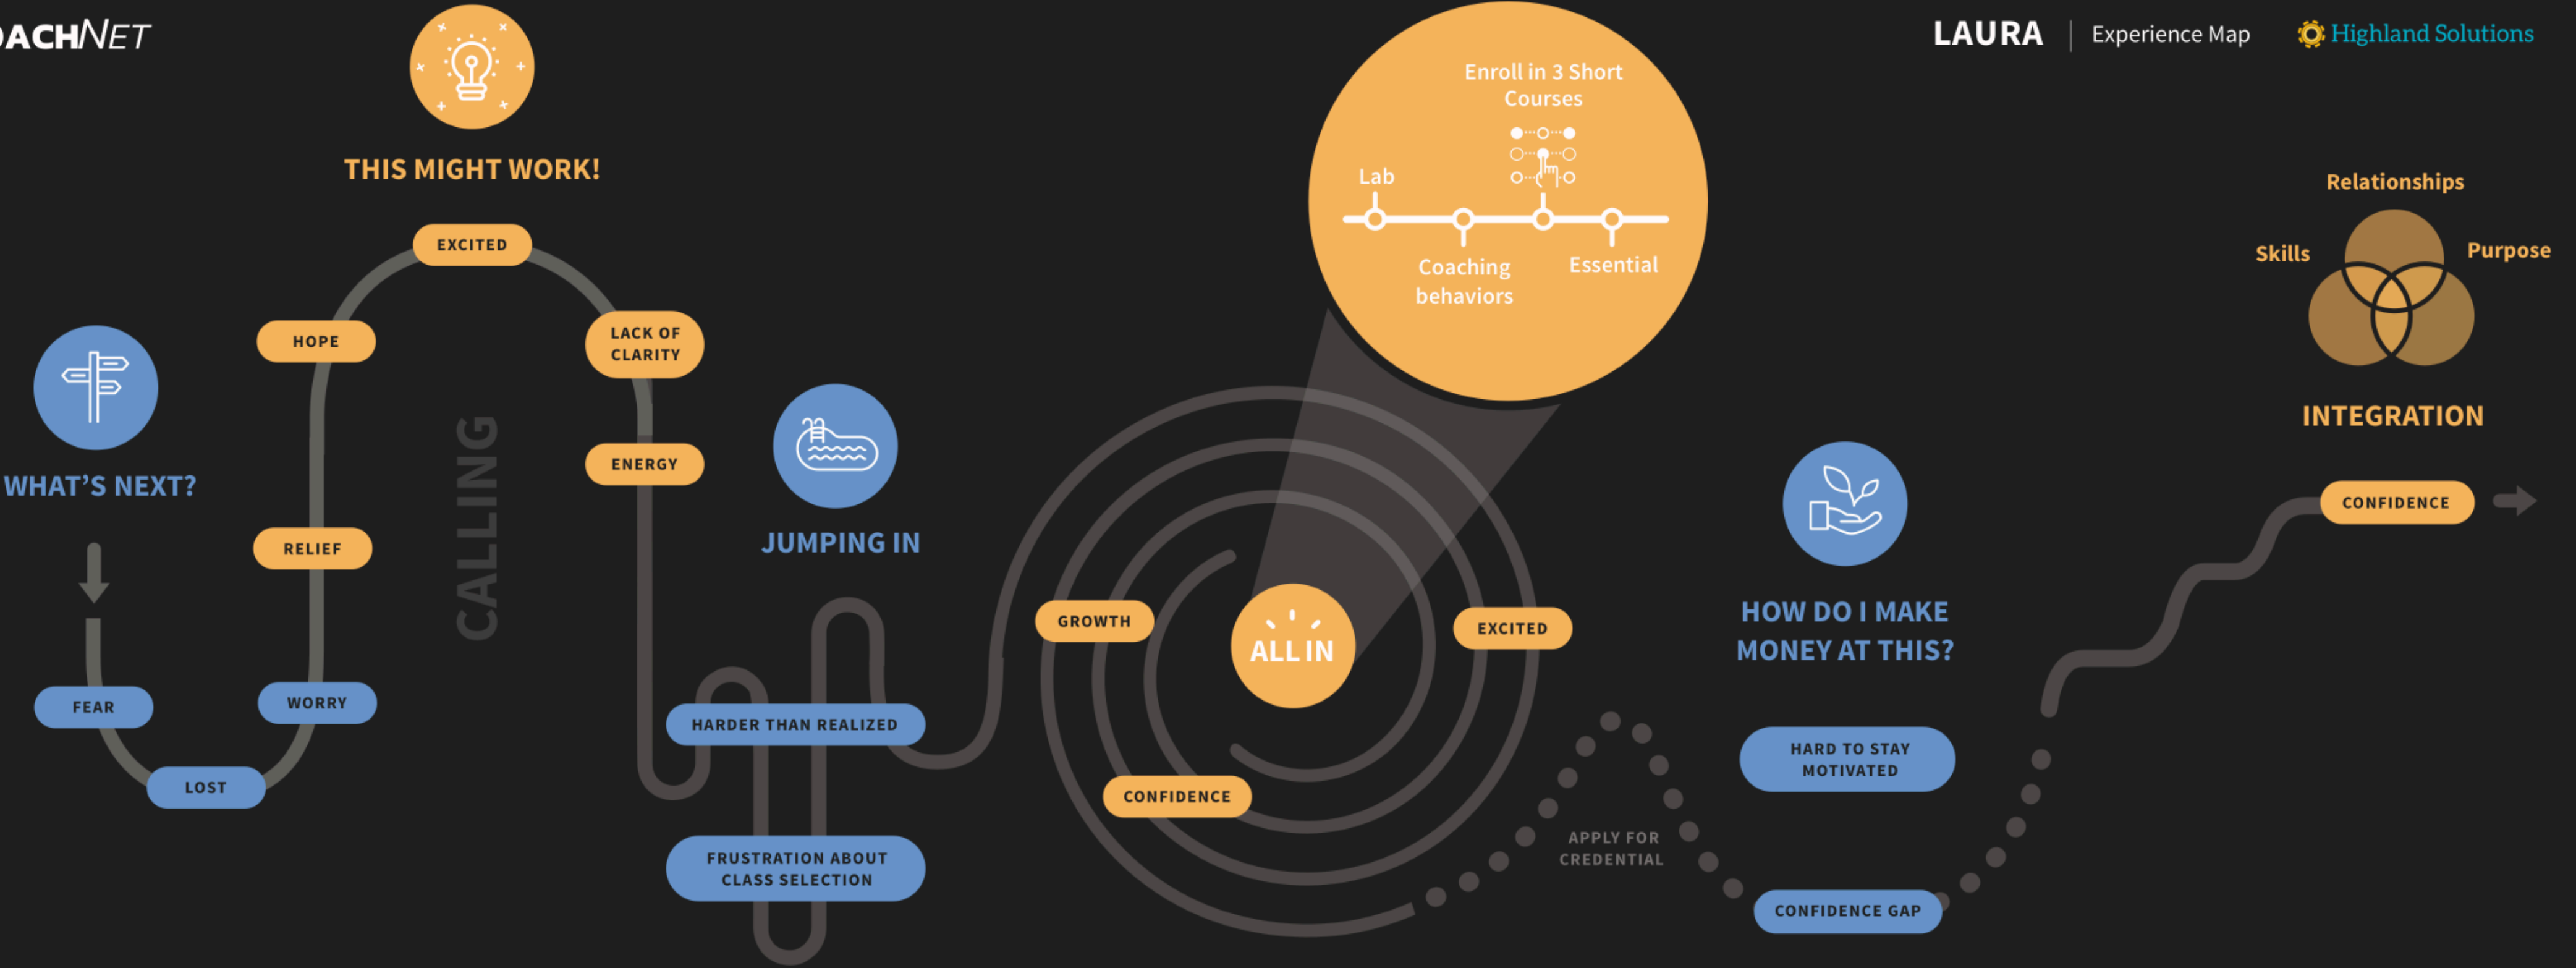 OACHNET
LAURA | Experience Map
Highland Solutions
THIS MIGHT WORK!
EXCITED
HOPE
LACK OF
CLARITY
WHAT'S NEXT?
ENERGY
RELIEF
CALLING
FEAR
WORRY
LOST
JUMPING IN
HARDER THAN REALIZED
FRUSTRATION ABOUT
CLASS SELECTION
Enroll in 3 Short
Courses
Lab
Coaching
behaviors
Essential
GROWTH
ALL IN
EXCITED
CONFIDENCE
APPLY FOR
CREDENTIAL
HOW DO I MAKE
MONEY AT THIS?
HARD TO STAY
MOTIVATED
CONFIDENCE GAP
Relationships
Skills
Purpose
INTEGRATION
CONFIDENCE